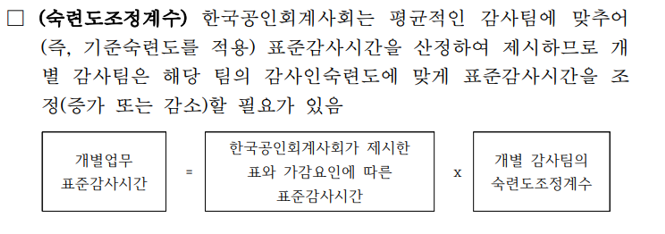 □ (숙련도조정계수) 한국공인회계사회는 평균적인 감사팀에 맞추어
(즉, 기준숙련도를 적용) 표준감사시간을 산정하여 제시하므로 개
별 감사팀은 해당 팀의 감사인숙련도에 맞게 표준감사시간을 조
정(증가 또는 감소)할 필요가 있음
개별업무
표준감사시간
=
한국공인회계사회가 제시한
표와 가감요인에 따른
표준감사시간
x
개별 감사팀의
숙련도조정계수